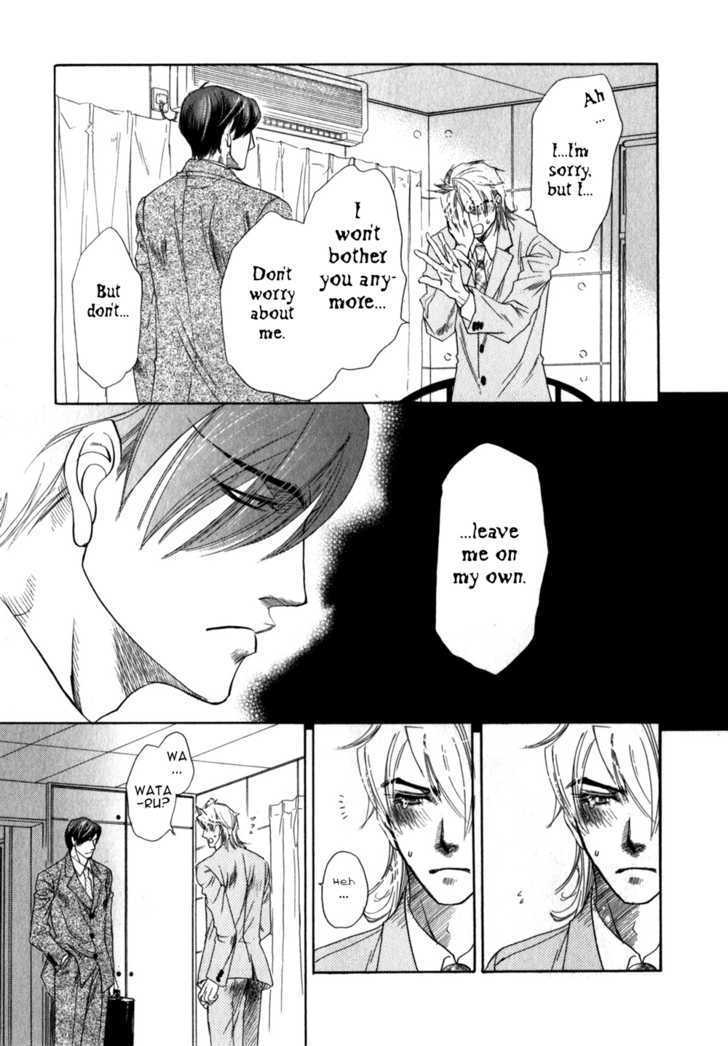 Ah
...
I...I'm
sorry,
but I...
I
won't
bother
you any-
more...
Don't
worry
about
me.
But
don't...
...leave
me on
my own.
Heh
...
WA
...
WATA
-RU?